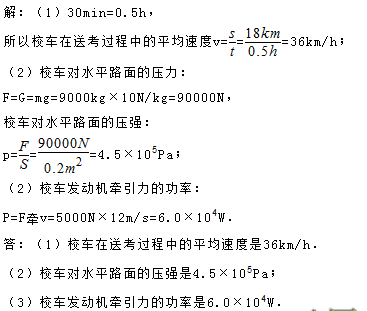 解：（1）30min=0.5h，
所以校车在送考过程中的平均速度v=s/t=18km/0.5h=36km/h；
（2）校车对水平路面的压力：
F=G=mg=9000kg×10N/kg=90000N，
校车对水平路面的压强：
p=F/S=90000N/0.2m²=4.5×10⁵Pa；
（2）校车发动机牵引力的功率：
P=F牵v=5000N×12m/s=6.0×10⁴W．
答：（1）校车在送考过程中的平均速度是36km/h．
（2）校车对水平路面的压强是4.5×10⁵Pa；
（3）校车发动机牵引力的功率是6.0×10⁴W．